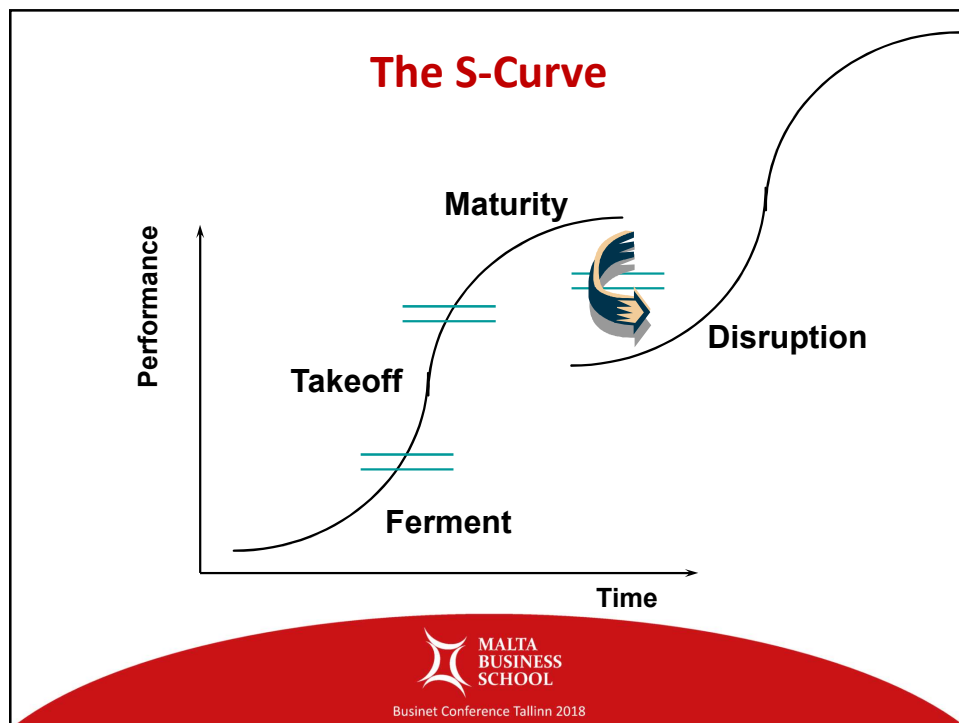 The S-Curve
Maturity
Performance
Disruption
Takeoff
Ferment
Time
MALTA
BUSINESS
SCHOOL
Businet Conference Tallinn 2018